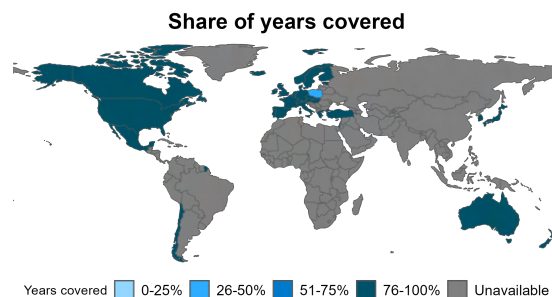 Share of years covered
Years covered 0-25% 26-50% 51-75% 76-100% Unavailable